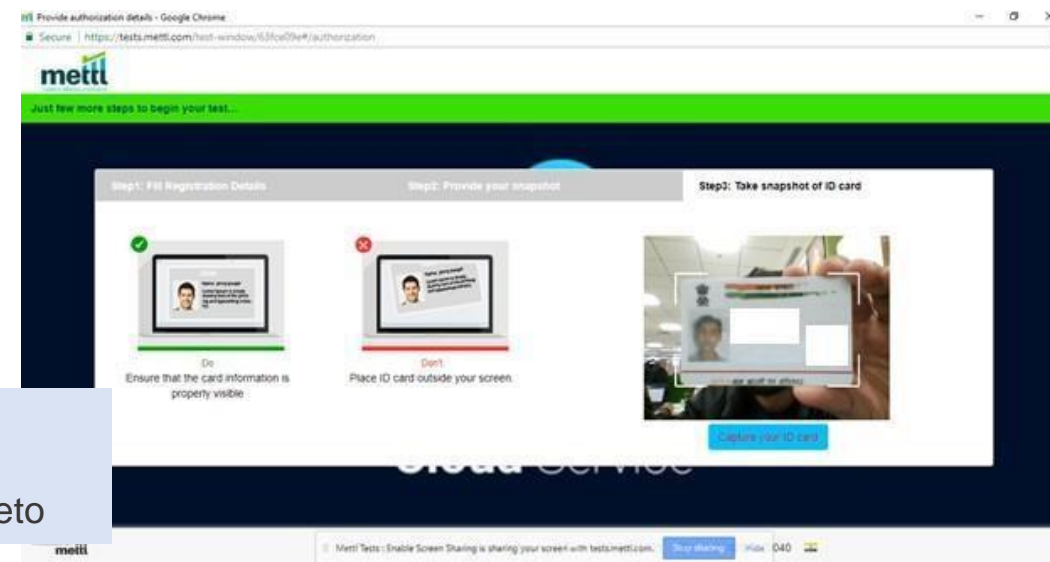 Provide authorization details - Google Chrome
Secure | https://tests.mettl.com/test-window/63fce09e#/authorization
mettl
Just few more steps to begin your test...
Step1: Fill Registration Details
Step2: Provide your snapshot
Step3: Take snapshot of ID card
Do
Ensure that the card information is
properly visible
Don't
Place ID card outside your screen.
Capture your ID card
Cloud Service
eto
mettl
Mettl Tests : Enable Screen Sharing is sharing your screen with tests.mettl.com.
Stop sharing
Hide
040